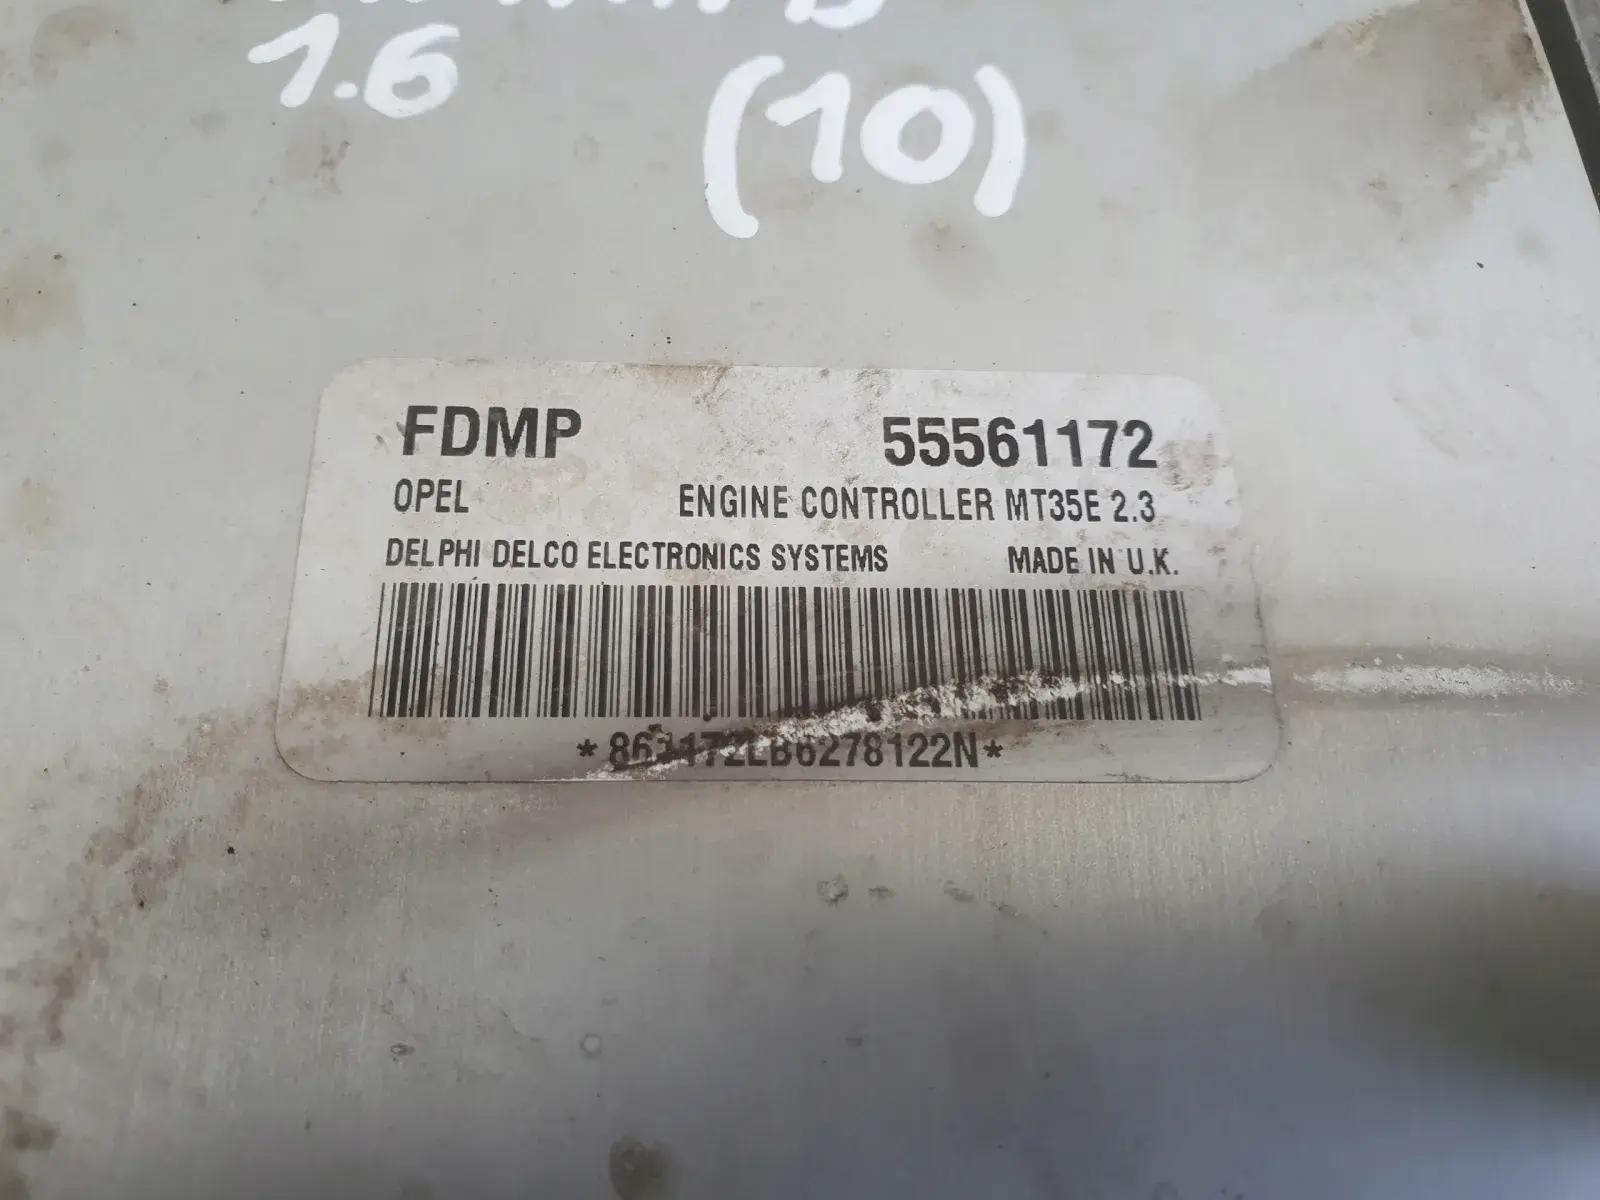 1.6
(10)
FDMP 55561172
OPEL ENGINE CONTROLLER MT35E 2.3
DELPHI DELCO ELECTRONICS SYSTEMS MADE IN U.K.